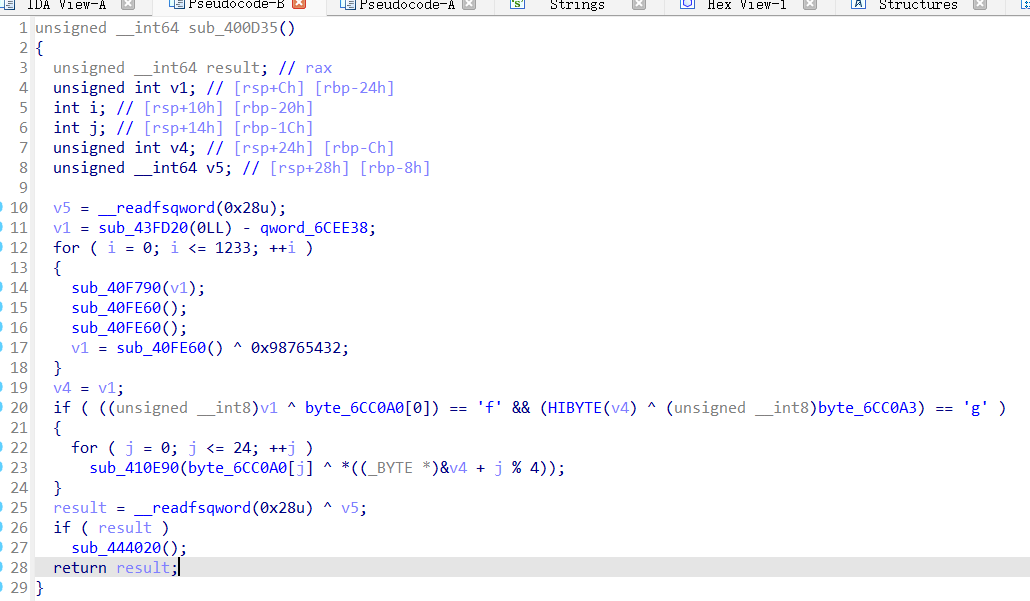 IDA View-A Pseudocode-B Pseudocode-A Strings Hex View-1 Structures
1 unsigned __int64 sub_400D35()
2 {
3   unsigned __int64 result; // rax
4   unsigned int v1; // [rsp+Ch] [rbp-24h]
5   int i; // [rsp+10h] [rbp-20h]
6   int j; // [rsp+14h] [rbp-1Ch]
7   unsigned int v4; // [rsp+24h] [rbp-Ch]
8   unsigned __int64 v5; // [rsp+28h] [rbp-8h]
9
10   v5 = __readfsqword(0x28u);
11   v1 = sub_43FD20(0LL) - qword_6CEE38;
12   for ( i = 0; i <= 1233; ++i )
13   {
14     sub_40F790(v1);
15     sub_40FE60();
16     sub_40FE60();
17     v1 = sub_40FE60() ^ 0x98765432;
18   }
19   v4 = v1;
20   if ( ((unsigned __int8)v1 ^ byte_6CC0A0[0]) == 'f' && (HIBYTE(v4) ^ (unsigned __int8)byte_6CC0A3) == 'g' )
21   {
22     for ( j = 0; j <= 24; ++j )
23       sub_410E90(byte_6CC0A0[j] ^ *((_BYTE *)&v4 + j % 4));
24   }
25   result = __readfsqword(0x28u) ^ v5;
26   if ( result )
27     sub_444020();
28   return result;
29 }